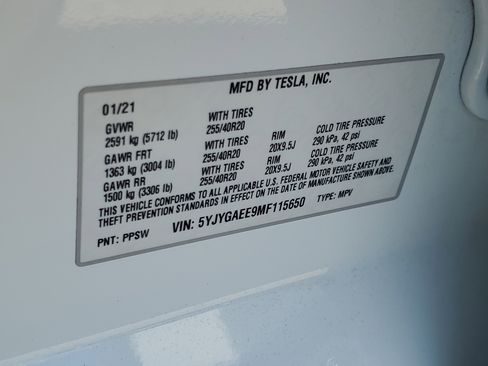 MFD BY TESLA, INC.
01/21
GVWR WITH TIRES
2591 kg (5712 lb) 255/40R20 RIM COLD TIRE PRESSURE
GAWR FRT WITH TIRES 20X9.5J 290 kPa, 42 psi
1363 kg (3004 lb) 255/40R20 RIM COLD TIRE PRESSURE
GAWR RR WITH TIRES 20X9.5J 290 kPa, 42 psi
1500 kg (3306 lb) 255/40R20
THIS VEHICLE CONFORMS TO ALL APPLICABLE U.S. FEDERAL MOTOR VEHICLE SAFETY AND
THEFT PREVENTION STANDARDS IN EFFECT ON THE DATE OF MANUFACTURE SHOWN ABOVE.
PNT: PPSW VIN: 5YJYGAEE9MF115650 TYPE: MPV